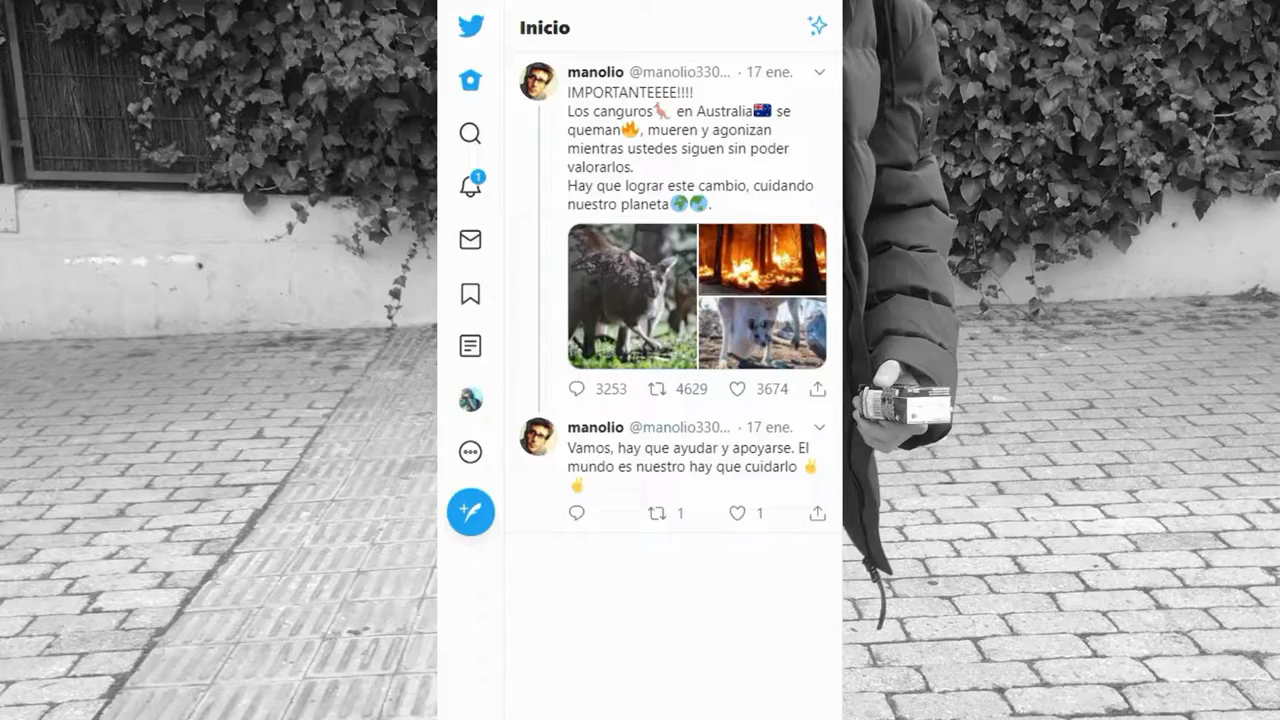 Inicio
manolio @manolio330... · 17 ene.
IMPORTANTEEEE!!!!
Los canguros🦘 en Australia🇦🇺 se
queman🔥, mueren y agonizan
mientras ustedes siguen sin poder
valorarlos.
Hay que lograr este cambio, cuidando
nuestro planeta🌍🌏.
3253 4629 3674
manolio @manolio330... · 17 ene.
Vamos, hay que ayudar y apoyarse. El
mundo es nuestro hay que cuidarlo ✌
✌
1 1
1